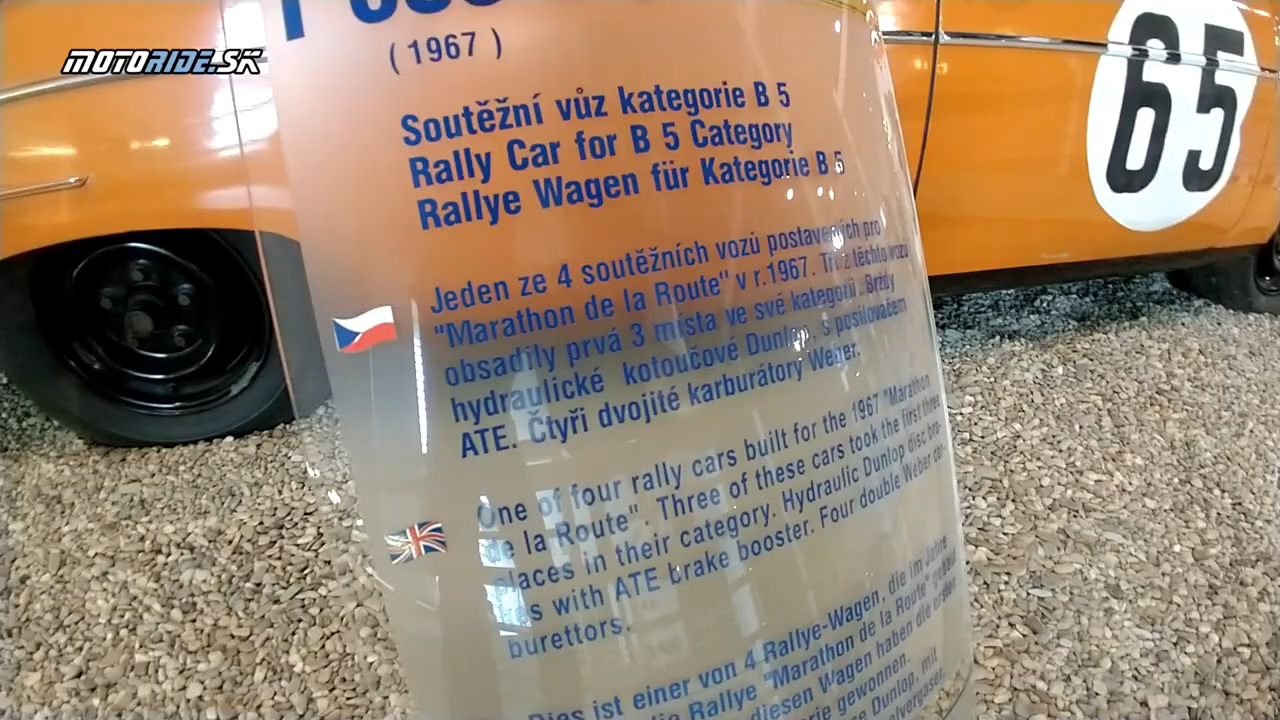 MOTORIDE.SK
( 1967 )
65
Soutěžní vůz kategorie B 5
Rally Car for B 5 Category
Rallye Wagen für Kategorie B 5
Jeden ze 4 soutěžních vozů postavených pro
"Marathon de la Route" v r.1967. Tři z těchto vozů
obsadily prvá 3 místa ve své kategorii. Brzdy
hydraulické kotoučové Dunlop, s posilovačem
ATE. Čtyři dvojité karburátory Weber.
One of four rally cars built for the 1967 "Marathon
de la Route". Three of these cars took the first three
places in their category. Hydraulic Dunlop disc bra-
with ATE brake booster. Four double Weber car-
burettors.
Dies ist einer von 4 Rallye-Wagen, die im Jahre
die Rallye "Marathon de la Route" gebaut
diesen Wagen haben die ersten
gewonnen.
Dunlop, mit